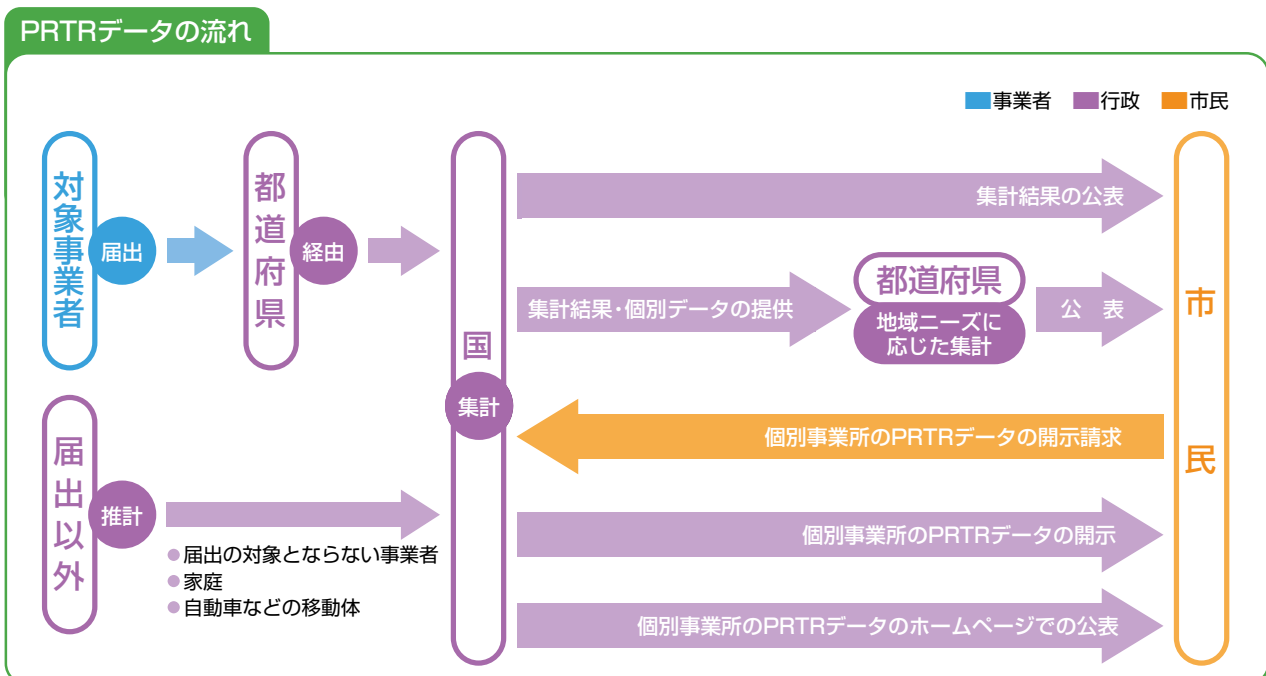 PRTRデータの流れ
事業者 行政 市民
対象事業者
届出
都道府県
経由
国
集計
届出以外
推計
●届出の対象とならない事業者
●家庭
●自動車などの移動体
集計結果の公表
集計結果・個別データの提供
都道府県
地域ニーズに
応じた集計
公 表
個別事業所のPRTRデータの開示請求
個別事業所のPRTRデータの開示
個別事業所のPRTRデータのホームページでの公表
市民